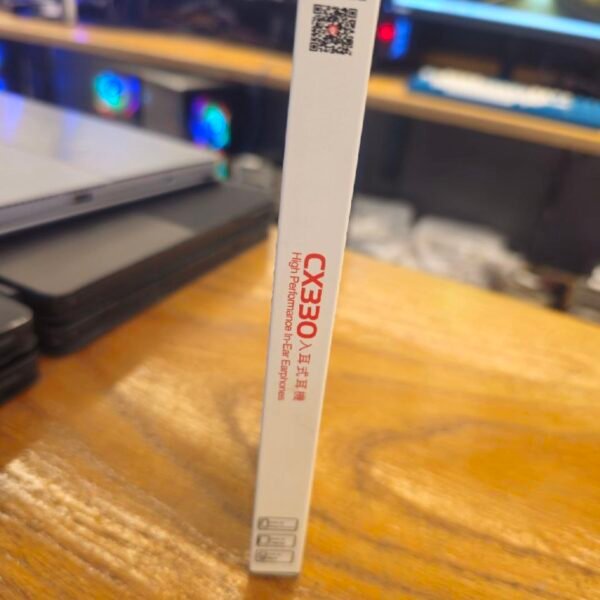 CX330 入耳式耳機
High Performance In-Ear Earphones